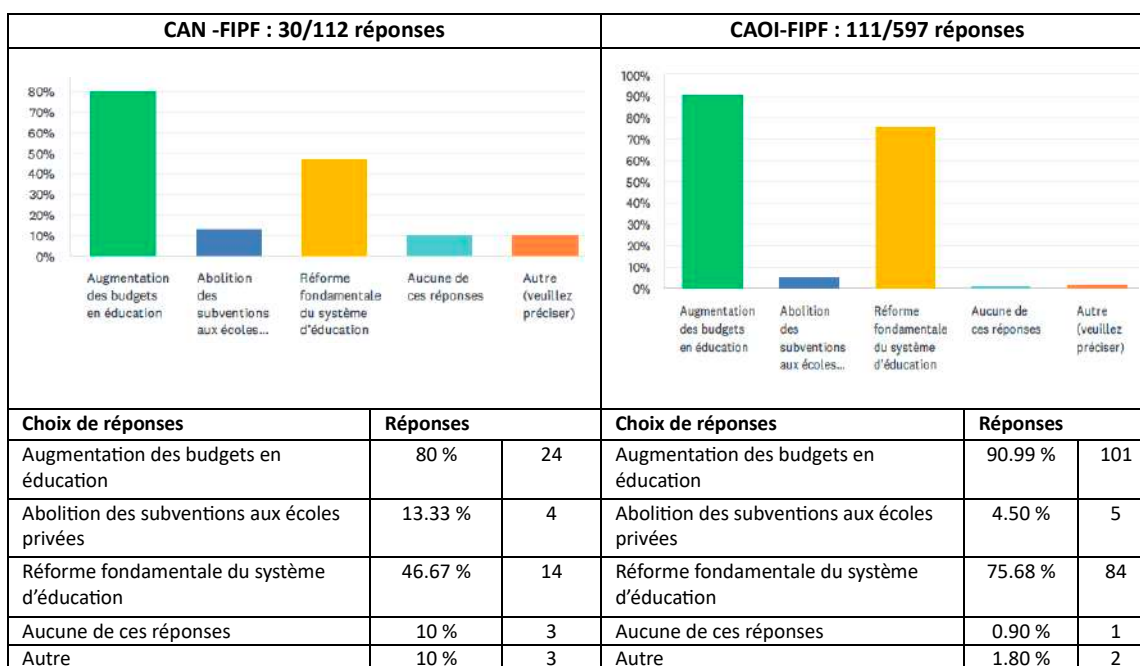 CAN -FIPF : 30/112 réponses
CAOI-FIPF : 111/597 réponses
80%
70%
60%
50%
40%
30%
20%
10%
0%
Augmentation
des budgets
en éducation
Abolition
des
subventions
aux écoles...
Réforme
fondamentale
du système
d'éducation
Aucune de
ces réponses
Autre
(veuillez
préciser)
100%
90%
80%
70%
60%
50%
40%
30%
20%
10%
0%
Augmentation
des budgets
en éducation
Abolition
des
subventions
aux écoles...
Réforme
fondamentale
du système
d'éducation
Aucune de
ces réponses
Autre
(veuillez
préciser)
Choix de réponses Réponses
Augmentation des budgets en
éducation 80 % 24
Abolition des subventions aux écoles
privées 13.33 % 4
Réforme fondamentale du système
d’éducation 46.67 % 14
Aucune de ces réponses 10 % 3
Autre 10 % 3
Choix de réponses Réponses
Augmentation des budgets en
éducation 90.99 % 101
Abolition des subventions aux écoles
privées 4.50 % 5
Réforme fondamentale du système
d’éducation 75.68 % 84
Aucune de ces réponses 0.90 % 1
Autre 1.80 % 2